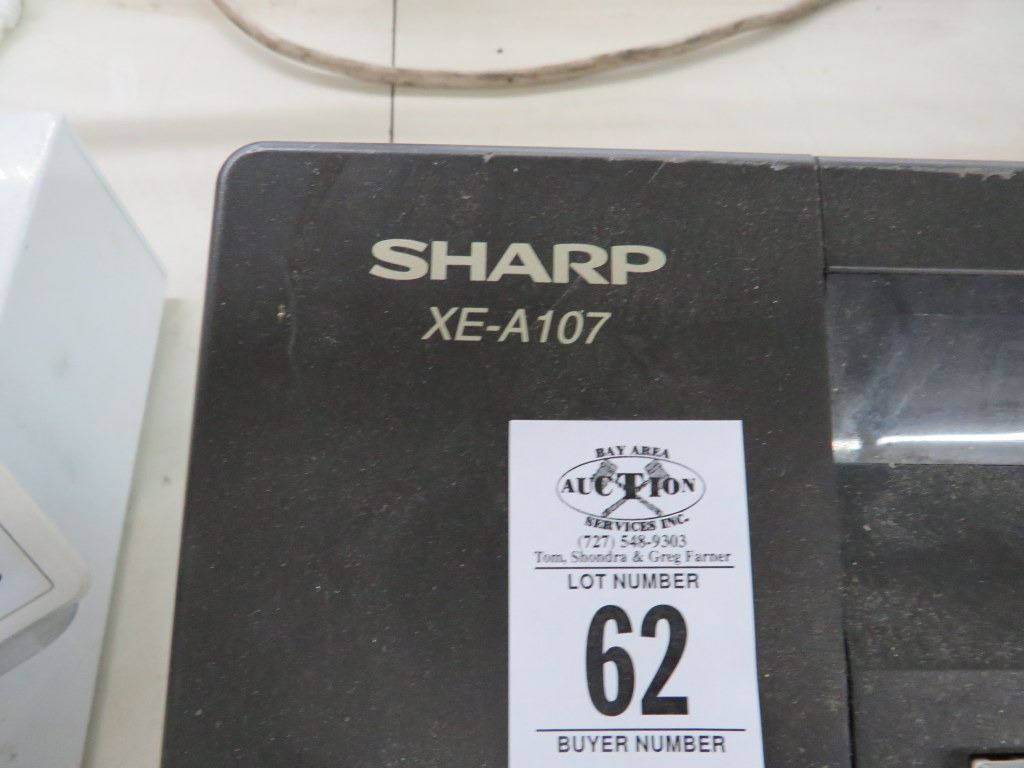 SHARP
XE-A107
BAY AREA
AUCTION
SERVICES INC.
(727) 548-9303
Tom, Shondra & Greg Farner
LOT NUMBER
62
BUYER NUMBER